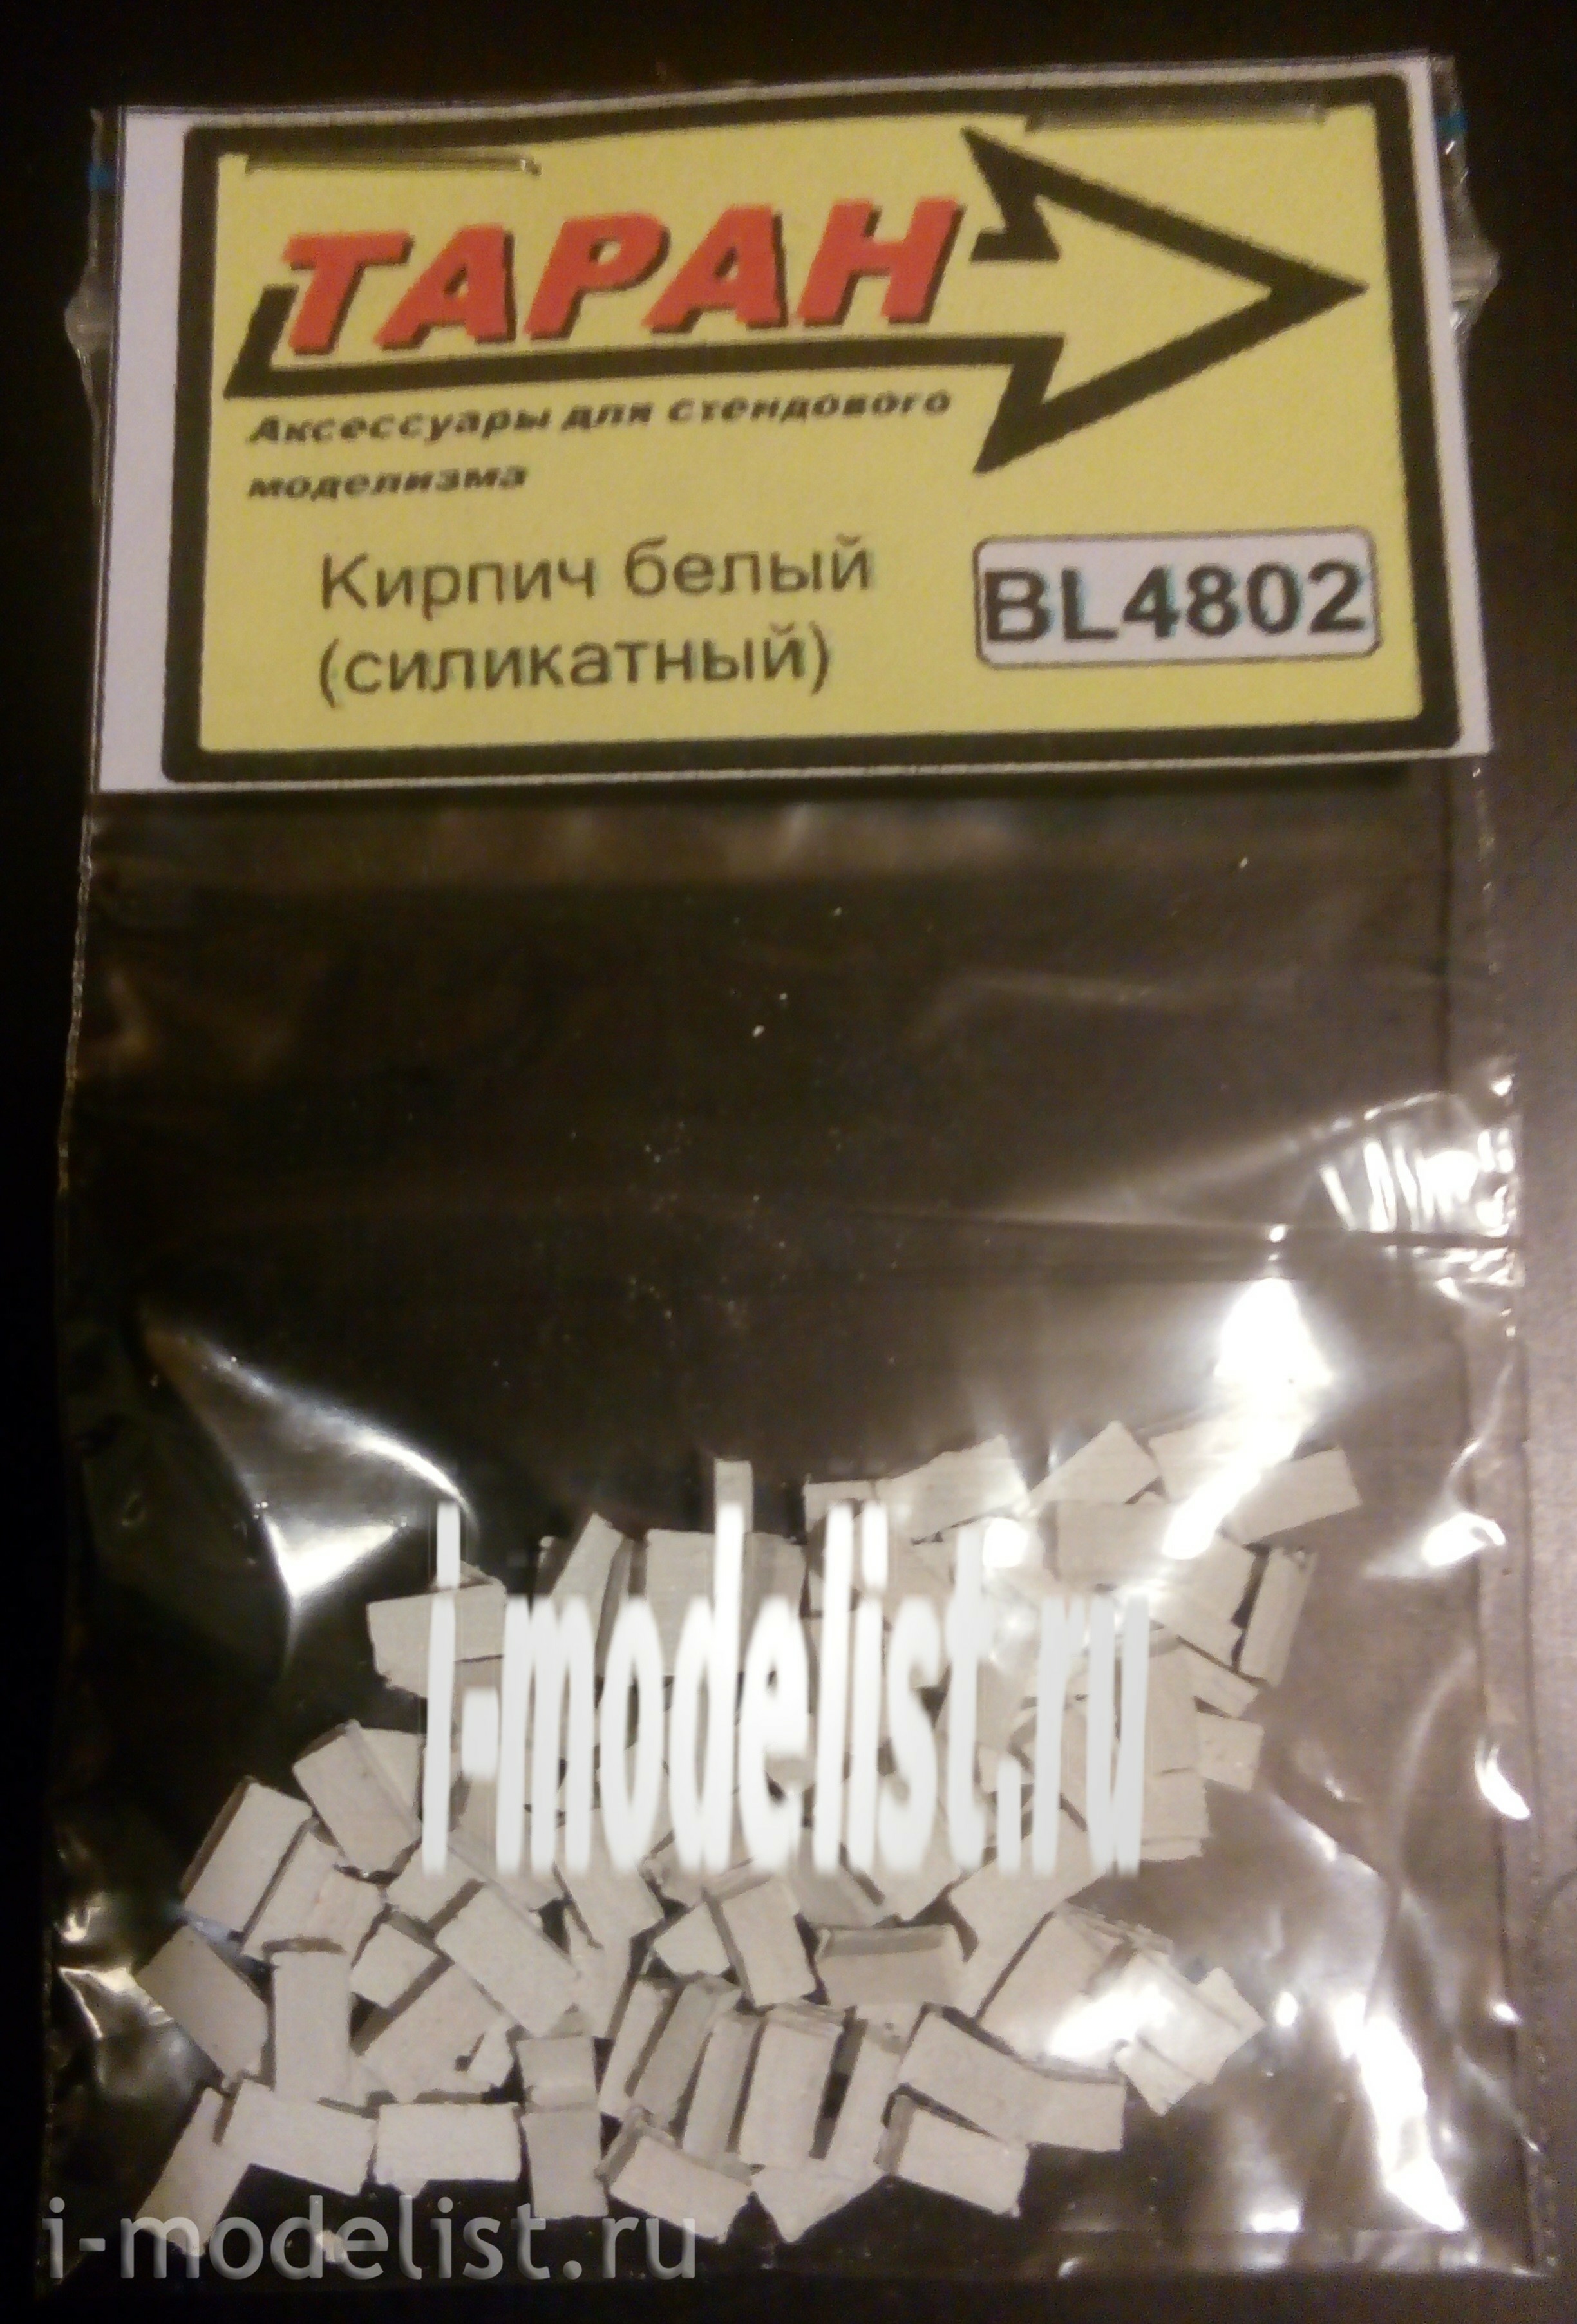 ТАРАН
Аксессуары для стендового
моделизма
Кирпич белый
(силикатный)
BL4802
i-modelist.ru
i-modelist.ru